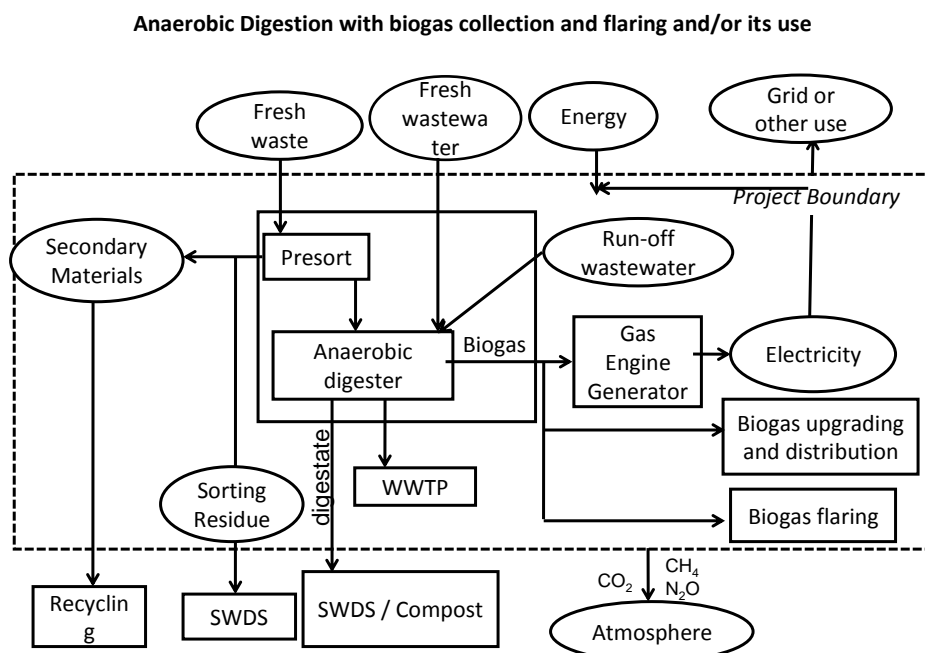 Anaerobic Digestion with biogas collection and flaring and/or its use
Fresh
waste
Fresh
wastewa
ter
Energy
Grid or
other use
Project Boundary
Secondary
Materials
Presort
Run-off
wastewater
Anaerobic
digester
Biogas
Gas
Engine
Generator
Electricity
Biogas upgrading
and distribution
digestate
WWTP
Sorting
Residue
Biogas flaring
Recyclin
g
SWDS
SWDS / Compost
CO₂
CH₄
N₂O
Atmosphere